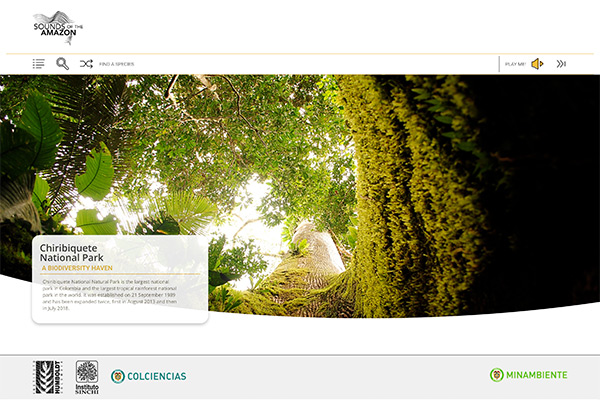 SOUNDS OF THE
AMAZON
FIND A SPECIES
PLAY ME!
Chiribiquete
National Park
A BIODIVERSITY HAVEN
Chiribiquete National Natural Park is the largest national
park in Colombia and the largest tropical rainforest national
park in the world. It was established on 21 September 1989
and has been expanded twice, first in August 2013 and then
in July 2018.
HUMBOLDT
Instituto
SINCHI
COLCIENCIAS
MINAMBIENTE